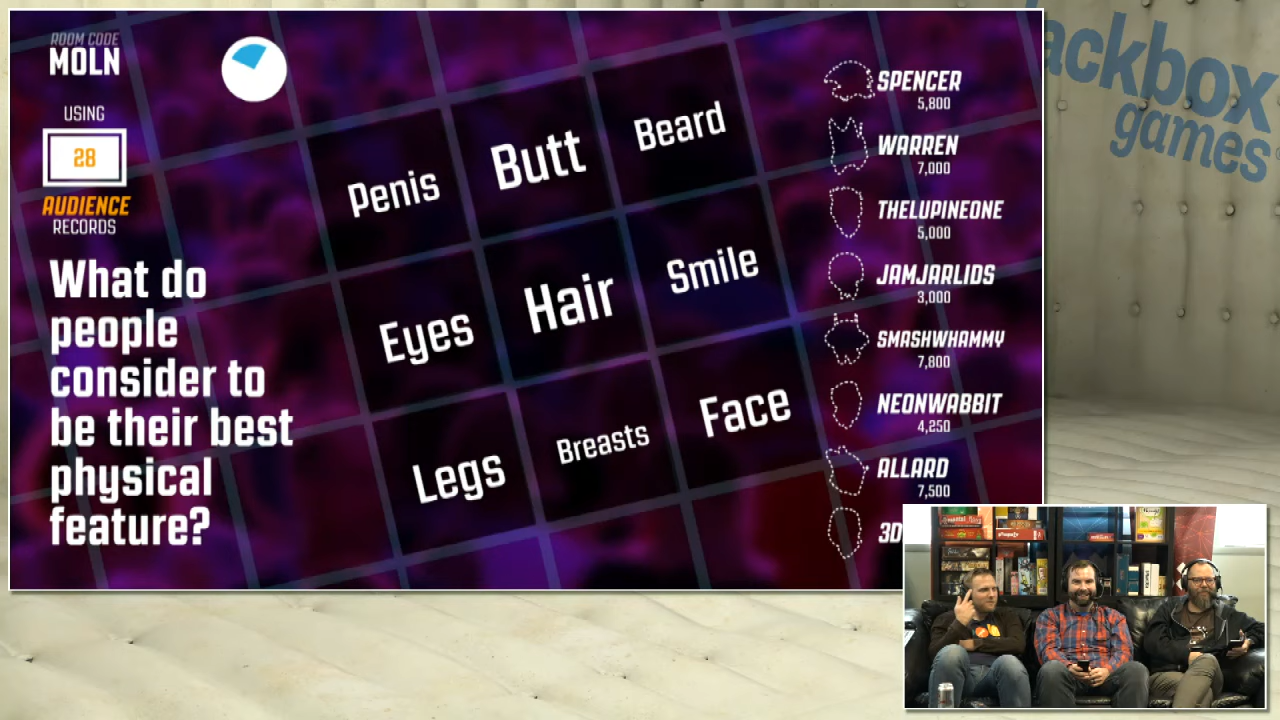 ROOM CODE
MOLN
USING
28
AUDIENCE
RECORDS
What do
people
consider to
be their best
physical
feature?
Penis
Butt
Beard
Eyes
Hair
Smile
Legs
Breasts
Face
SPENCER
5,800
WARREN
7,000
THELUPINEONE
5,000
JAMJARLIDS
3,000
SMASHWHAMMY
7,800
NEONWABBIT
4,250
ALLARD
7,500
3D
ackbox
games